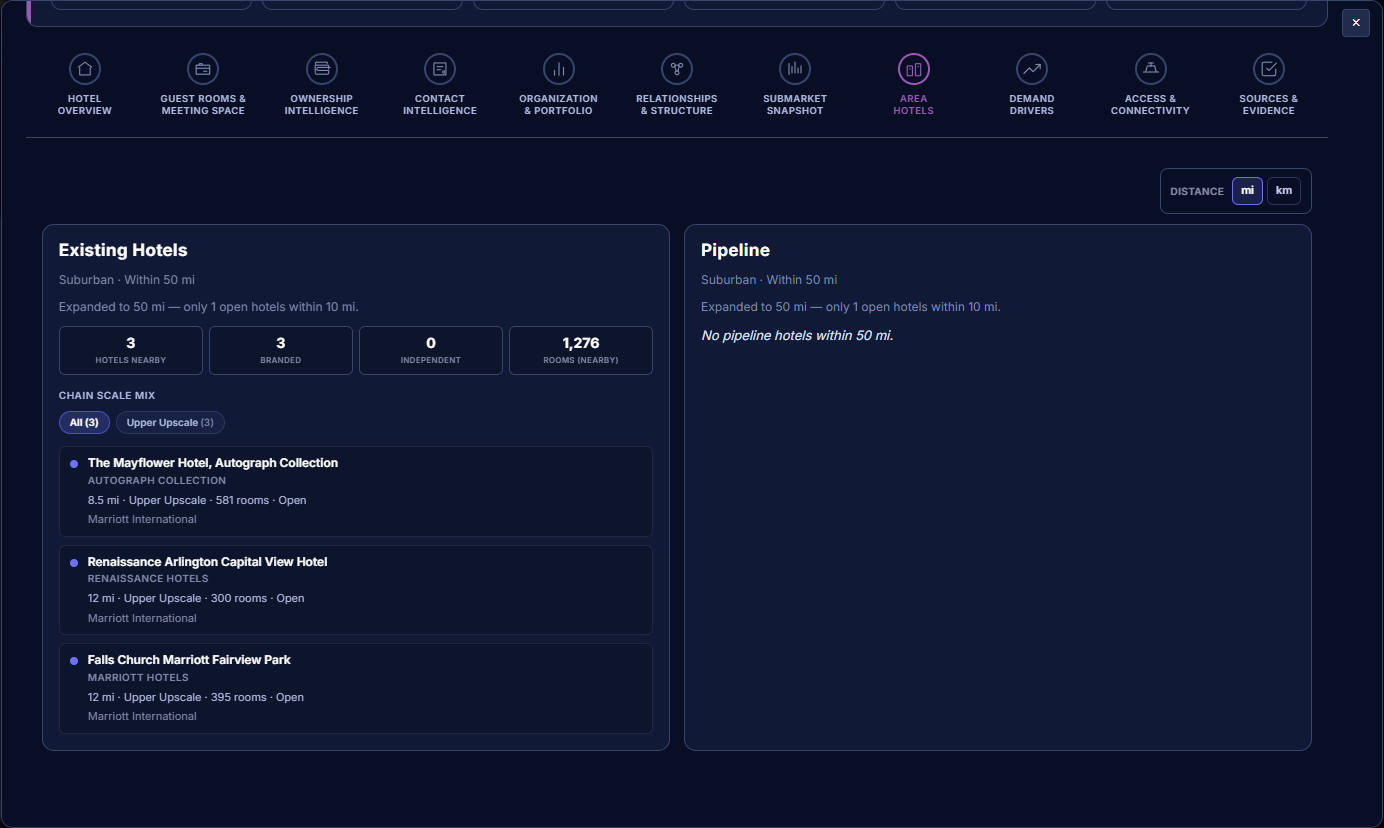 ×
HOTEL
OVERVIEW
GUEST ROOMS &
MEETING SPACE
OWNERSHIP
INTELLIGENCE
CONTACT
INTELLIGENCE
ORGANIZATION
& PORTFOLIO
RELATIONSHIPS
& STRUCTURE
SUBMARKET
SNAPSHOT
AREA
HOTELS
DEMAND
DRIVERS
ACCESS &
CONNECTIVITY
SOURCES &
EVIDENCE
DISTANCE mi km
Existing Hotels
Suburban · Within 50 mi
Expanded to 50 mi — only 1 open hotels within 10 mi.
3
HOTELS NEARBY
3
BRANDED
0
INDEPENDENT
1,276
ROOMS (NEARBY)
CHAIN SCALE MIX
All (3) Upper Upscale (3)
The Mayflower Hotel, Autograph Collection
AUTOGRAPH COLLECTION
8.5 mi · Upper Upscale · 581 rooms · Open
Marriott International
Renaissance Arlington Capital View Hotel
RENAISSANCE HOTELS
12 mi · Upper Upscale · 300 rooms · Open
Marriott International
Falls Church Marriott Fairview Park
MARRIOTT HOTELS
12 mi · Upper Upscale · 395 rooms · Open
Marriott International
Pipeline
Suburban · Within 50 mi
Expanded to 50 mi — only 1 open hotels within 10 mi.
No pipeline hotels within 50 mi.